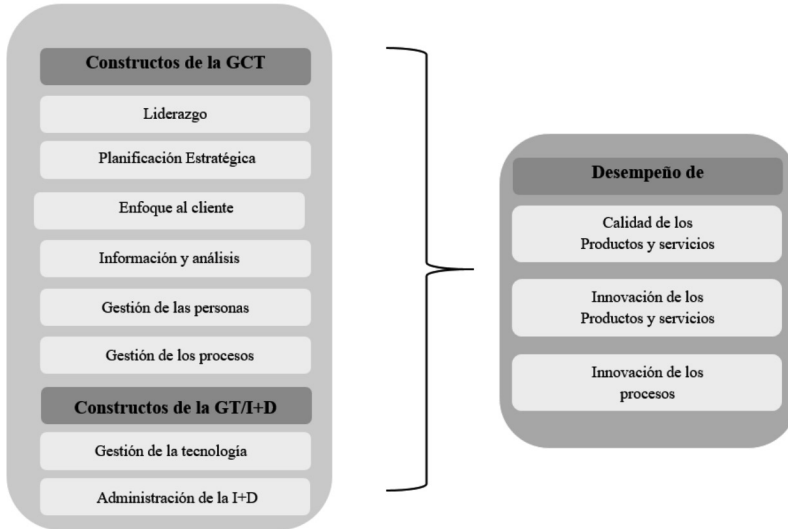 Constructos de la GCT
Liderazgo
Planificación Estratégica
Enfoque al cliente
Información y análisis
Gestión de las personas
Gestión de los procesos
Constructos de la GT/I+D
Gestión de la tecnología
Administración de la I+D
Desempeño de
Calidad de los
Productos y servicios
Innovación de los
Productos y servicios
Innovación de los
procesos